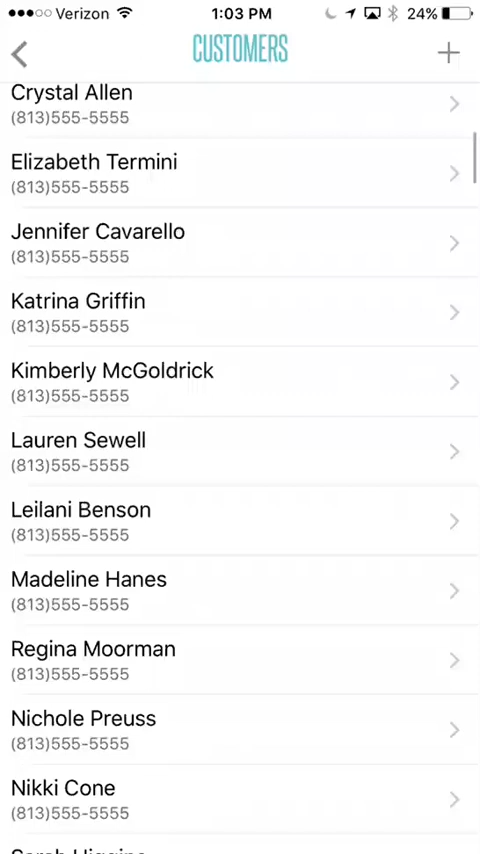 Verizon 1:03 PM 24%
CUSTOMERS
Crystal Allen
(813)555-5555
Elizabeth Termini
(813)555-5555
Jennifer Cavarello
(813)555-5555
Katrina Griffin
(813)555-5555
Kimberly McGoldrick
(813)555-5555
Lauren Sewell
(813)555-5555
Leilani Benson
(813)555-5555
Madeline Hanes
(813)555-5555
Regina Moorman
(813)555-5555
Nichole Preuss
(813)555-5555
Nikki Cone
(813)555-5555